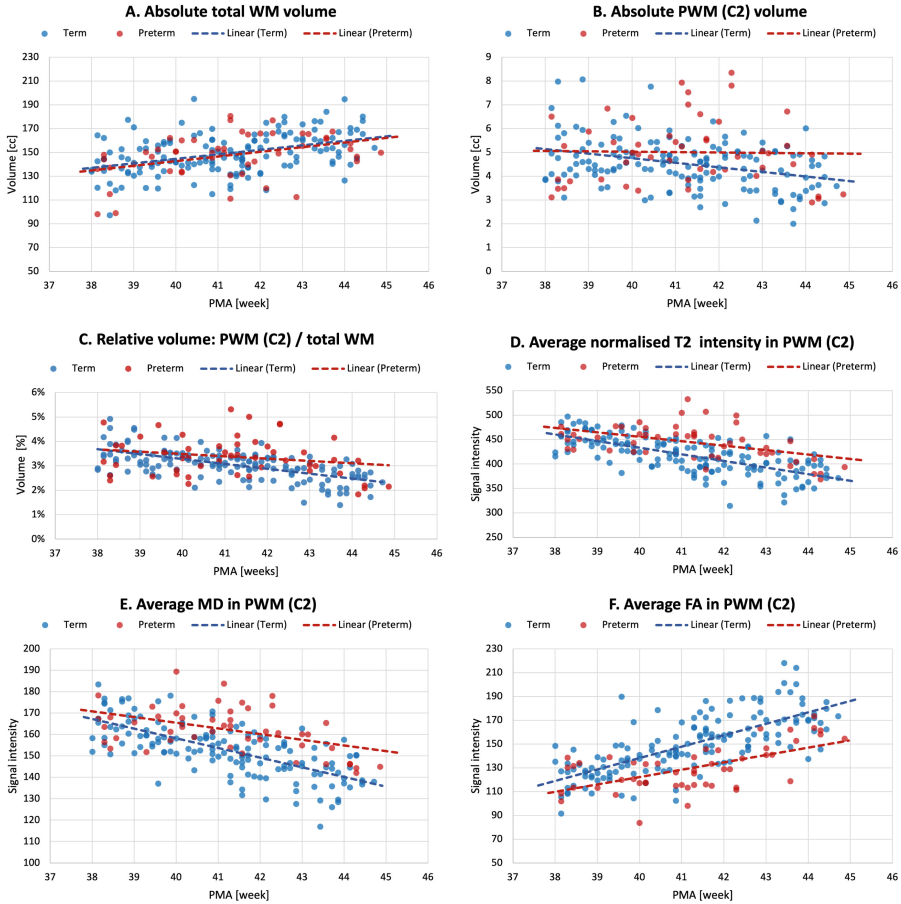 A. Absolute total WM volume
Term Preterm Linear (Term) Linear (Preterm)
230
210
190
170
150
130
110
90
70
50
Volume [cc]
37 38 39 40 41 42 43 44 45 46
PMA [week]
B. Absolute PWM (C2) volume
Term Preterm Linear (Term) Linear (Preterm)
9
8
7
6
5
4
3
2
1
0
Volume [cc]
37 38 39 40 41 42 43 44 45 46
PMA [week]
C. Relative volume: PWM (C2) / total WM
Term Preterm Linear (Term) Linear (Preterm)
6%
5%
4%
3%
2%
1%
0%
Volume [%]
37 38 39 40 41 42 43 44 45 46
PMA [weeks]
D. Average normalised T2 intensity in PWM (C2)
Term Preterm Linear (Term) Linear (Preterm)
550
500
450
400
350
300
250
Signal intensity
37 38 39 40 41 42 43 44 45 46
PMA [week]
E. Average MD in PWM (C2)
Term Preterm Linear (Term) Linear (Preterm)
200
190
180
170
160
150
140
130
120
110
100
Signal intensity
37 38 39 40 41 42 43 44 45 46
PMA [week]
F. Average FA in PWM (C2)
Term Preterm Linear (Term) Linear (Preterm)
230
210
190
170
150
130
110
90
70
50
Signal intensity
37 38 39 40 41 42 43 44 45 46
PMA [week]